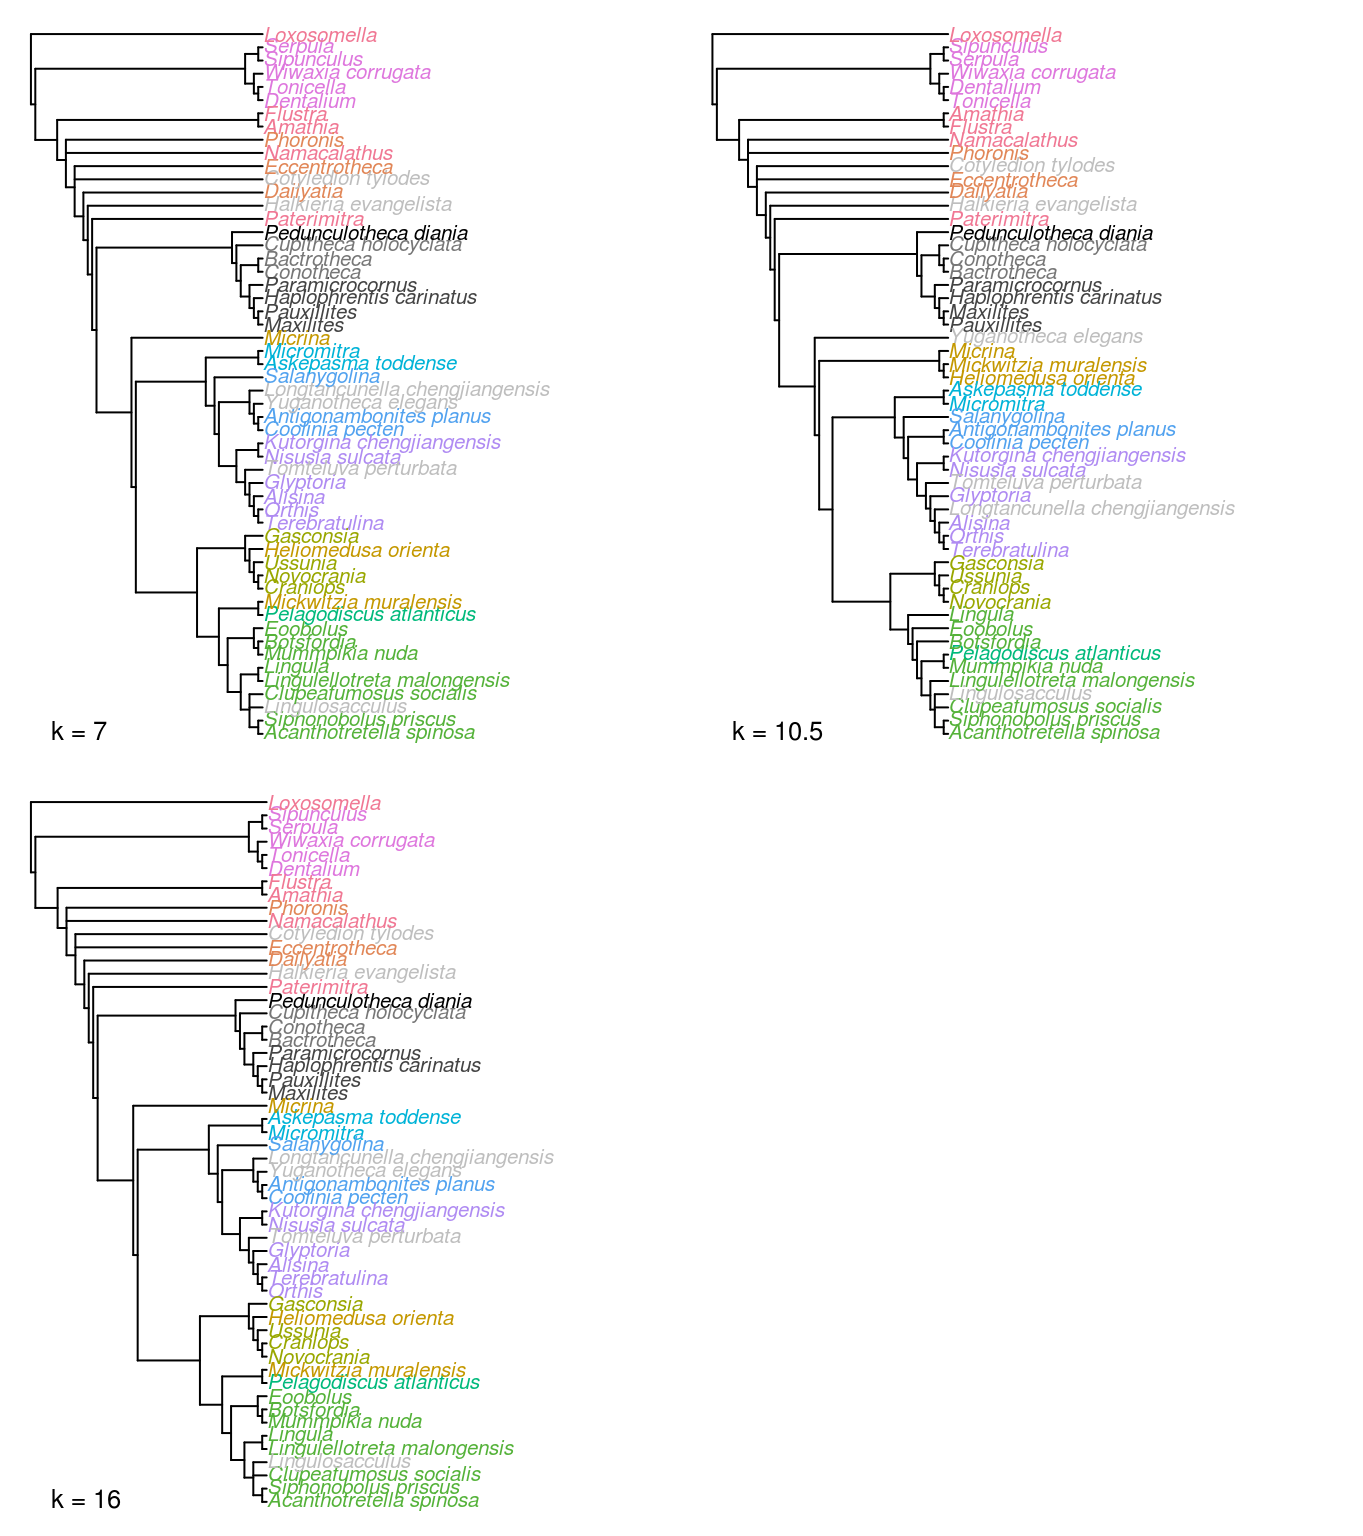 Loxosomella
Serpula
Sipunculus
Wiwaxia corrugata
Tonicella
Dentalium
Flustra
Amathia
Phoronis
Namacalathus
Eccentrotheca
Cotyledion tylodes
Dailyatia
Halkieria evangelista
Paterimitra
Pedunculotheca diania
Cupitheca holocyclata
Bactrotheca
Conotheca
Paramicrocornus
Haplophrentis carinatus
Pauxillites
Maxilites
Micrina
Micromitra
Askepasma toddense
Salanygolina
Longtancunella chengjiangensis
Yuganotheca elegans
Antigonambonites planus
Coolinia pecten
Kutorgina chengjiangensis
Nisusia sulcata
Tomteluva perturbata
Glyptoria
Alisina
Orthis
Terebratulina
Gasconsia
Heliomedusa orienta
Ussunia
Novocrania
Craniops
Mickwitzia muralensis
Pelagodiscus atlanticus
Eoobolus
Botsfordia
Mummpikia nuda
Lingula
Lingulellotreta malongensis
Clupeafumosus socialis
Lingulosacculus
Siphonobolus priscus
Acanthotretella spinosa
k = 7
Loxosomella
Sipunculus
Serpula
Wiwaxia corrugata
Dentalium
Tonicella
Amathia
Flustra
Namacalathus
Phoronis
Cotyledion tylodes
Eccentrotheca
Dailyatia
Halkieria evangelista
Paterimitra
Pedunculotheca diania
Cupitheca holocyclata
Conotheca
Bactrotheca
Paramicrocornus
Haplophrentis carinatus
Maxilites
Pauxillites
Yuganotheca elegans
Micrina
Mickwitzia muralensis
Heliomedusa orienta
Askepasma toddense
Micromitra
Salanygolina
Antigonambonites planus
Coolinia pecten
Kutorgina chengjiangensis
Nisusia sulcata
Tomteluva perturbata
Glyptoria
Longtancunella chengjiangensis
Alisina
Orthis
Terebratulina
Gasconsia
Ussunia
Craniops
Novocrania
Lingula
Eoobolus
Botsfordia
Pelagodiscus atlanticus
Mummpikia nuda
Lingulellotreta malongensis
Lingulosacculus
Clupeafumosus socialis
Siphonobolus priscus
Acanthotretella spinosa
k = 10.5
Loxosomella
Sipunculus
Serpula
Wiwaxia corrugata
Tonicella
Dentalium
Flustra
Amathia
Phoronis
Namacalathus
Cotyledion tylodes
Eccentrotheca
Dailyatia
Halkieria evangelista
Paterimitra
Pedunculotheca diania
Cupitheca holocyclata
Conotheca
Bactrotheca
Paramicrocornus
Haplophrentis carinatus
Pauxillites
Maxilites
Micrina
Askepasma toddense
Micromitra
Salanygolina
Longtancunella chengjiangensis
Yuganotheca elegans
Antigonambonites planus
Coolinia pecten
Kutorgina chengjiangensis
Nisusia sulcata
Tomteluva perturbata
Glyptoria
Alisina
Terebratulina
Orthis
Gasconsia
Heliomedusa orienta
Ussunia
Craniops
Novocrania
Mickwitzia muralensis
Pelagodiscus atlanticus
Eoobolus
Botsfordia
Mummpikia nuda
Lingula
Lingulellotreta malongensis
Lingulosacculus
Clupeafumosus socialis
Siphonobolus priscus
Acanthotretella spinosa
k = 16